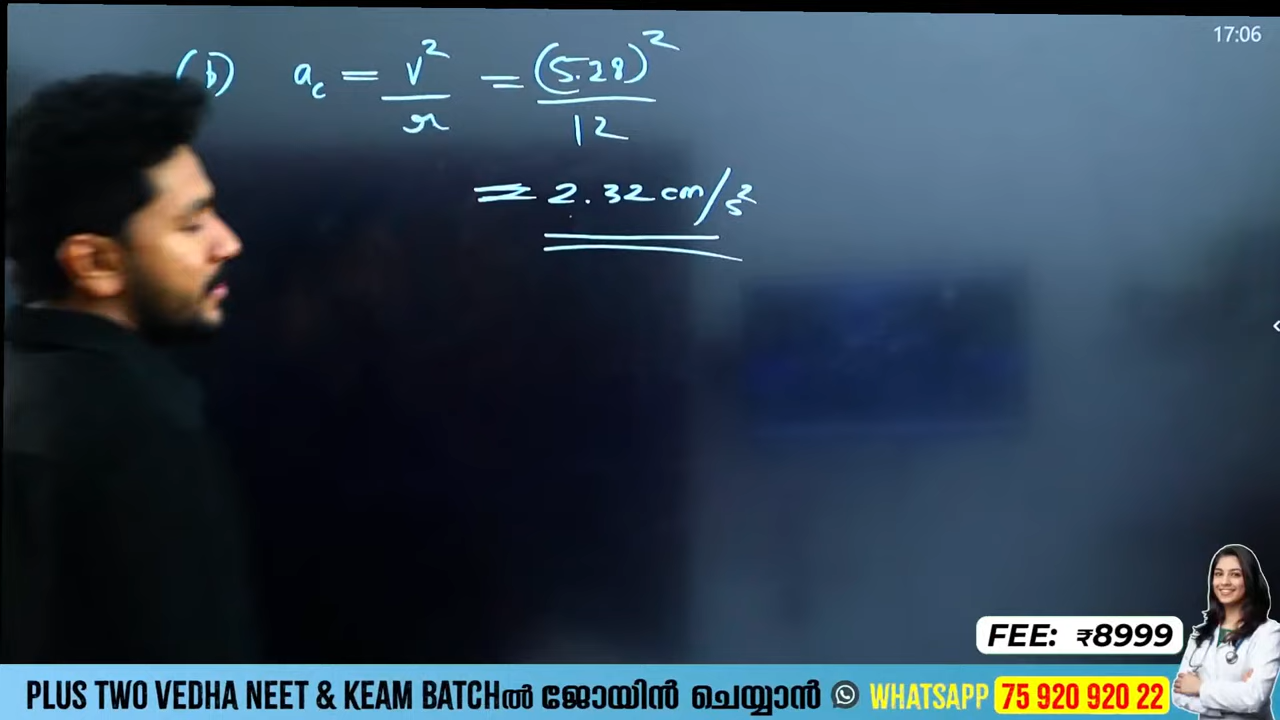 17:06
(b) a_c = v²/r = (5.28)²/12
= 2.32 cm/s²
FEE: ₹8999
PLUS TWO VEDHA NEET & KEAM BATCHൽ ജോയിൻ ചെയ്യാൻ WHATSAPP 75 920 920 22